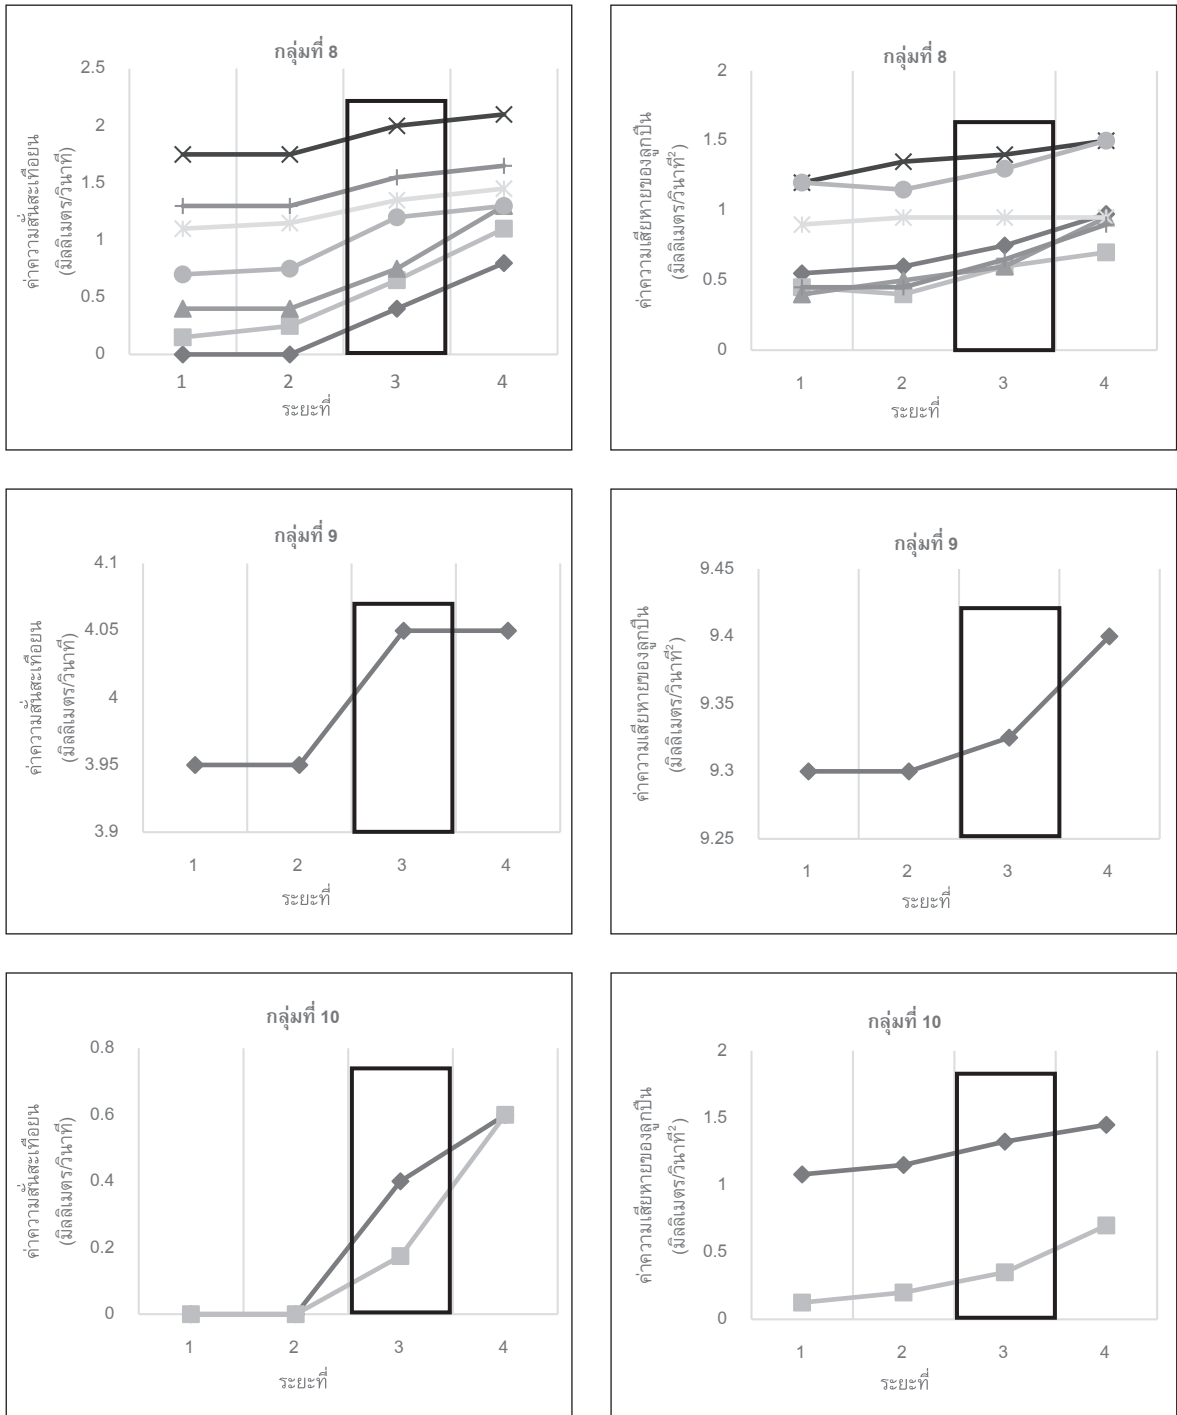 กลุ่มที่ 8
ค่าความสั่นสะเทือยน
(มิลลิเมตร/วินาที)
2.5
2
1.5
1
0.5
0
1 2 3 4
ระยะที่
กลุ่มที่ 8
ค่าความเสียหายของลูกปืน
(มิลลิเมตร/วินาที²)
2
1.5
1
0.5
0
1 2 3 4
ระยะที่
กลุ่มที่ 9
ค่าความสั่นสะเทือยน
(มิลลิเมตร/วินาที)
4.1
4.05
4
3.95
3.9
1 2 3 4
ระยะที่
กลุ่มที่ 9
ค่าความเสียหายของลูกปืน
(มิลลิเมตร/วินาที²)
9.45
9.4
9.35
9.3
9.25
1 2 3 4
ระยะที่
กลุ่มที่ 10
ค่าความสั่นสะเทือยน
(มิลลิเมตร/วินาที)
0.8
0.6
0.4
0.2
0
1 2 3 4
ระยะที่
กลุ่มที่ 10
ค่าความเสียหายของลูกปืน
(มิลลิเมตร/วินาที²)
2
1.5
1
0.5
0
1 2 3 4
ระยะที่